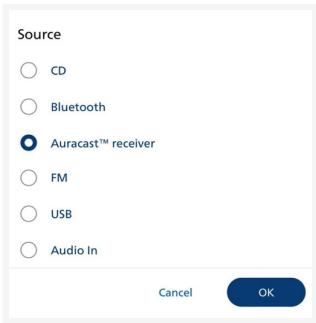 Source
CD
Bluetooth
Auracast™ receiver
FM
USB
Audio In
Cancel
OK